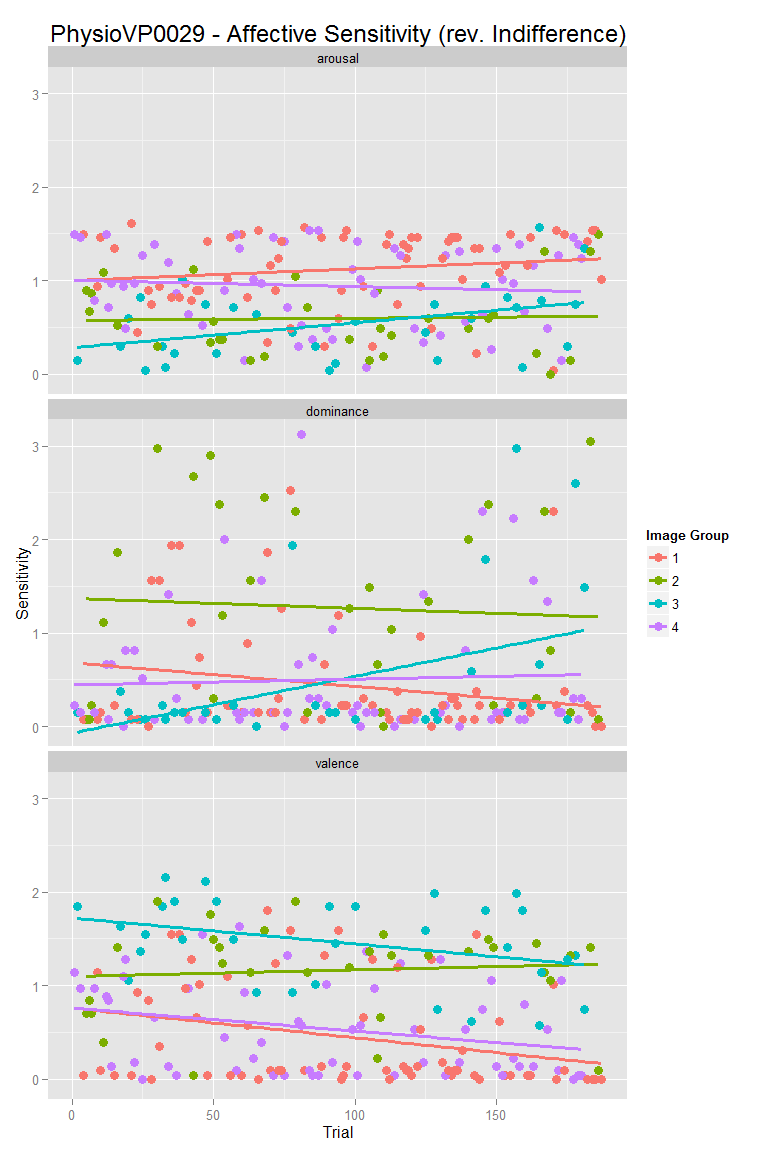 PhysioVP0029 - Affective Sensitivity (rev. Indifference)
arousal
3
2
1
0
dominance
3
2
1
0
Sensitivity
valence
3
2
1
0
0 50 100 150
Trial
Image Group
1
2
3
4